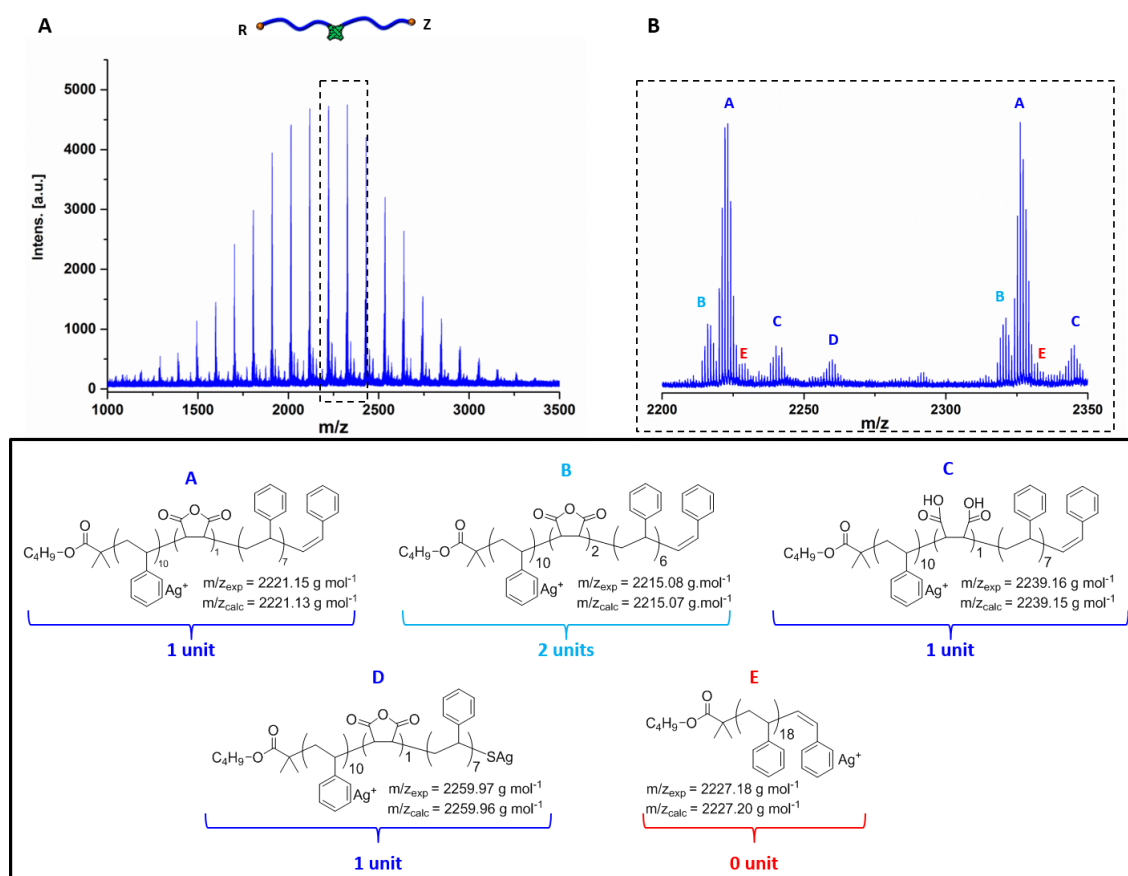 A
R
Z
B
5000
4000
3000
2000
1000
0
Intens. [a.u.]
1000
1500
2000
2500
3000
3500
m/z
A
A
B
E
C
D
B
E
C
2200
2250
2300
2350
m/z
A
C4H9-O
O
10
O
O
O
1
7
Ag+
m/zexp = 2221.15 g mol-1
m/zcalc = 2221.13 g mol-1
1 unit
B
C4H9-O
O
10
O
O
O
2
6
Ag+
m/zexp = 2215.08 g.mol-1
m/zcalc = 2215.07 g.mol-1
2 units
C
C4H9-O
O
10
HO
O
OH
O
1
7
Ag+
m/zexp = 2239.16 g mol-1
m/zcalc = 2239.15 g mol-1
1 unit
D
C4H9-O
O
10
O
O
O
1
7
SAg
Ag+
m/zexp = 2259.97 g mol-1
m/zcalc = 2259.96 g mol-1
1 unit
E
C4H9-O
O
18
Ag+
m/zexp = 2227.18 g mol-1
m/zcalc = 2227.20 g mol-1
0 unit